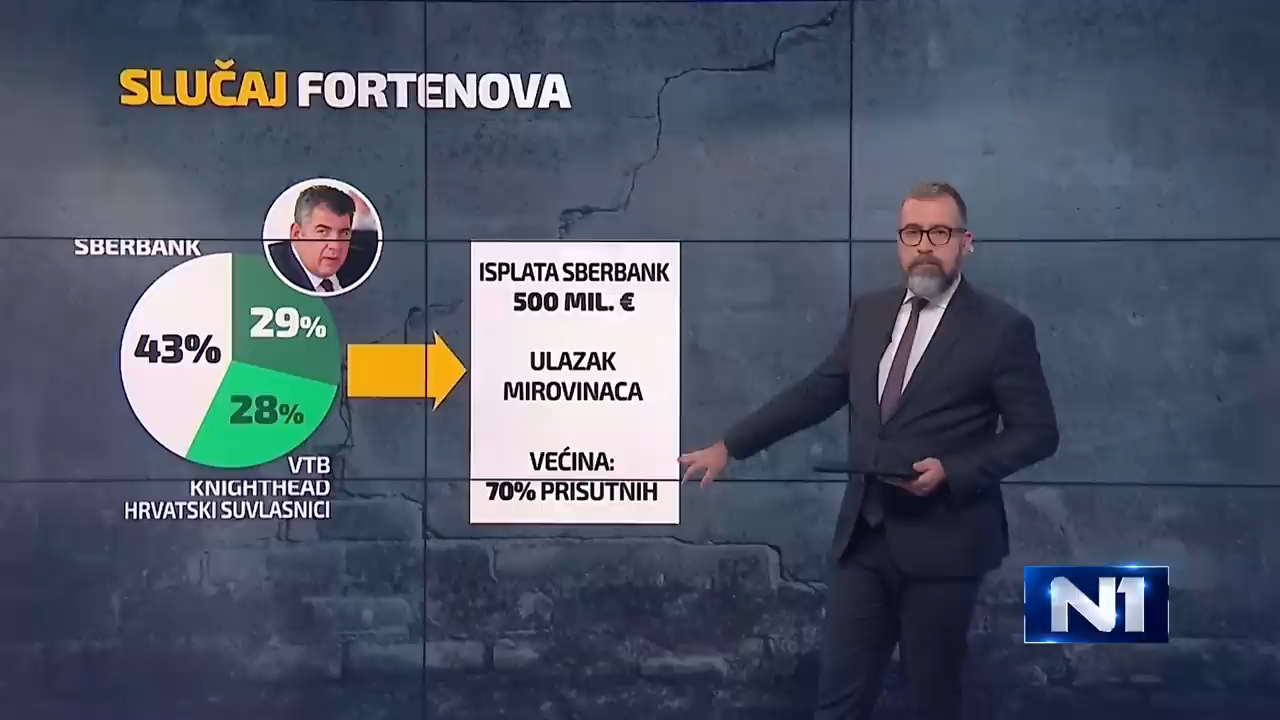 SLUČAJ FORTENOVA
SBERBANK
43%
29%
28%
VTB
KNIGHTHEAD
HRVATSKI SUVLASNICI
ISPLATA SBERBANK
500 MIL. €
ULAZAK
MIROVINACA
VEĆINA:
70% PRISUTNIH
N1